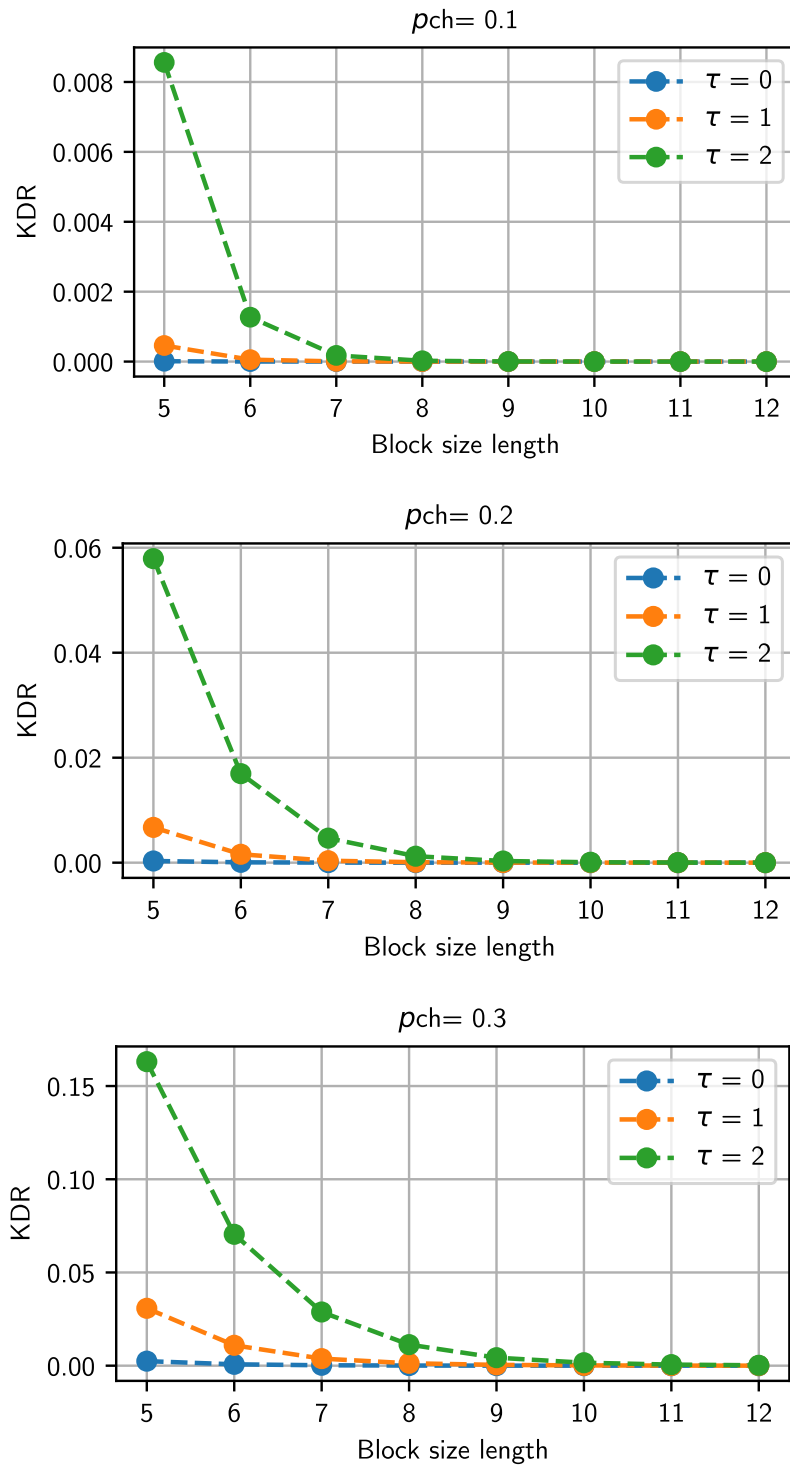 pch= 0.1
τ = 0
τ = 1
τ = 2
KDR
0.008
0.006
0.004
0.002
0.000
5 6 7 8 9 10 11 12
Block size length
pch= 0.2
τ = 0
τ = 1
τ = 2
KDR
0.06
0.04
0.02
0.00
5 6 7 8 9 10 11 12
Block size length
pch= 0.3
τ = 0
τ = 1
τ = 2
KDR
0.15
0.10
0.05
0.00
5 6 7 8 9 10 11 12
Block size length